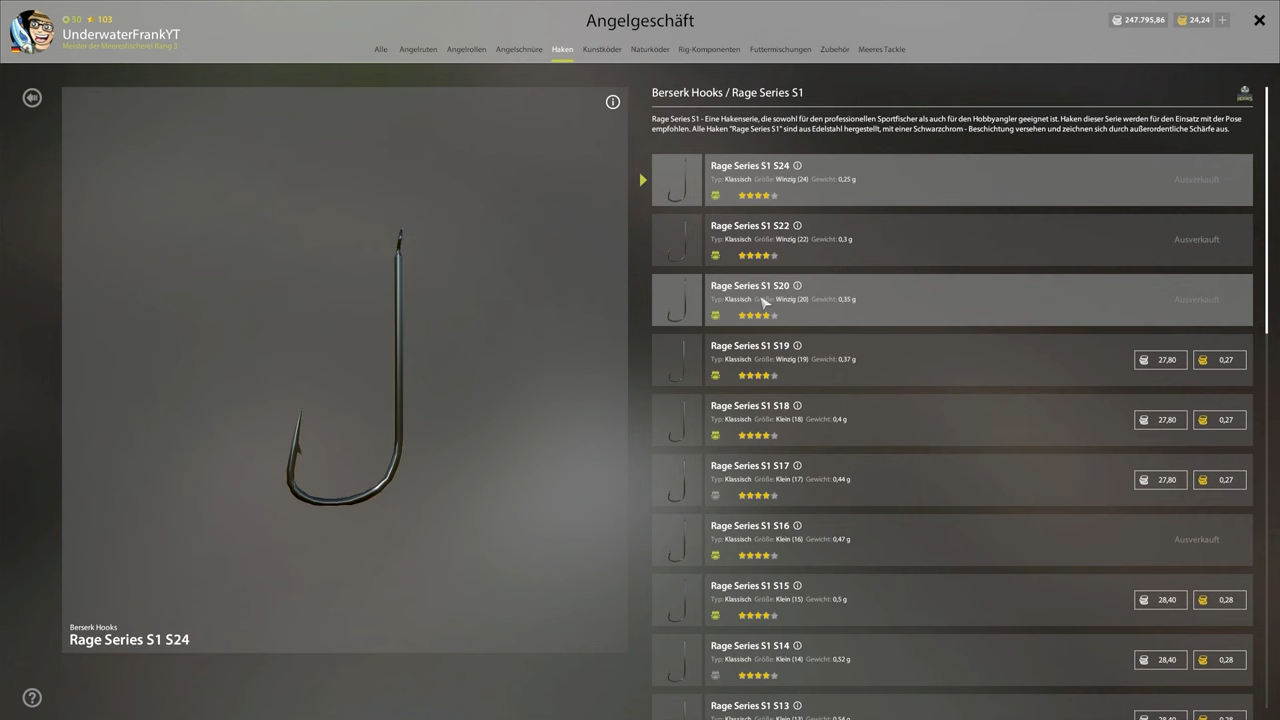 50 103
UnderwaterFrankYT
Meister der Meeresfischerei Rang 3
Angelgeschäft
247.795,86
24,24
Alle Angelruten Angelrollen Angelschnüre Haken Kunstköder Naturköder Rig-Komponenten Futtermischungen Zubehör Meeres Tackle
Berserk Hooks
Rage Series S1 S24
Berserk Hooks / Rage Series S1
Rage Series S1 - Eine Hakenserie, die sowohl für den professionellen Sportfischer als auch für den Hobbyangler geeignet ist. Haken dieser Serie werden für den Einsatz mit der Pose
empfohlen. Alle Haken "Rage Series S1" sind aus Edelstahl hergestellt, mit einer Schwarzchrom - Beschichtung versehen und zeichnen sich durch außerordentliche Schärfe aus.
Rage Series S1 S24
Typ: Klassisch Größe: Winzig (24) Gewicht: 0,25 g
Ausverkauft
Rage Series S1 S22
Typ: Klassisch Größe: Winzig (22) Gewicht: 0,3 g
Ausverkauft
Rage Series S1 S20
Typ: Klassisch Größe: Winzig (20) Gewicht: 0,35 g
Ausverkauft
Rage Series S1 S19
Typ: Klassisch Größe: Winzig (19) Gewicht: 0,37 g
27,80 0,27
Rage Series S1 S18
Typ: Klassisch Größe: Klein (18) Gewicht: 0,4 g
27,80 0,27
Rage Series S1 S17
Typ: Klassisch Größe: Klein (17) Gewicht: 0,44 g
27,80 0,27
Rage Series S1 S16
Typ: Klassisch Größe: Klein (16) Gewicht: 0,47 g
Ausverkauft
Rage Series S1 S15
Typ: Klassisch Größe: Klein (15) Gewicht: 0,5 g
28,40 0,28
Rage Series S1 S14
Typ: Klassisch Größe: Klein (14) Gewicht: 0,52 g
28,40 0,28
Rage Series S1 S13